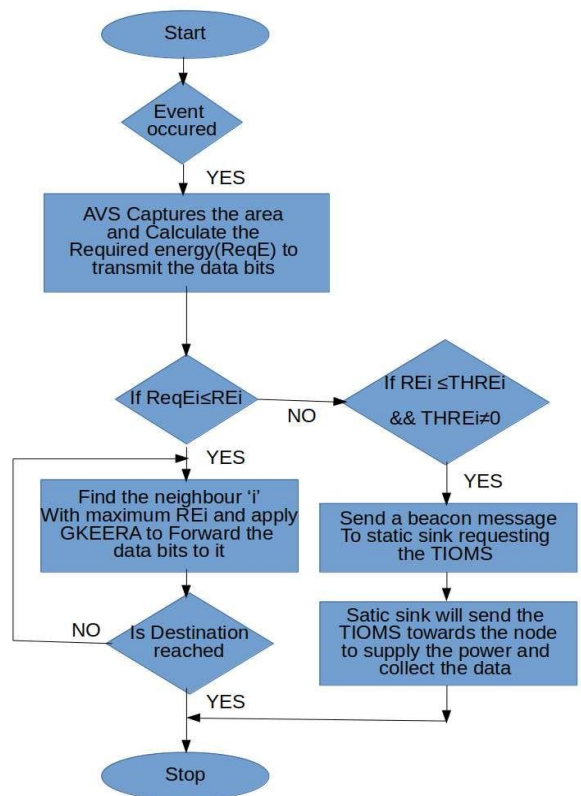 Start
Event
occured
YES
AVS Captures the area
and Calculate the
Required energy(ReqE) to
transmit the data bits
If ReqEi≤REi
NO
If REi ≤THREi
&& THREi≠0
YES
YES
Find the neighbour ‘i’
With maximum REi and apply
GKEERA to Forward the
data bits to it
Send a beacon message
To static sink requesting
the TIOMS
NO
Is Destination
reached
Satic sink will send the
TIOMS towards the node
to supply the power and
collect the data
YES
Stop